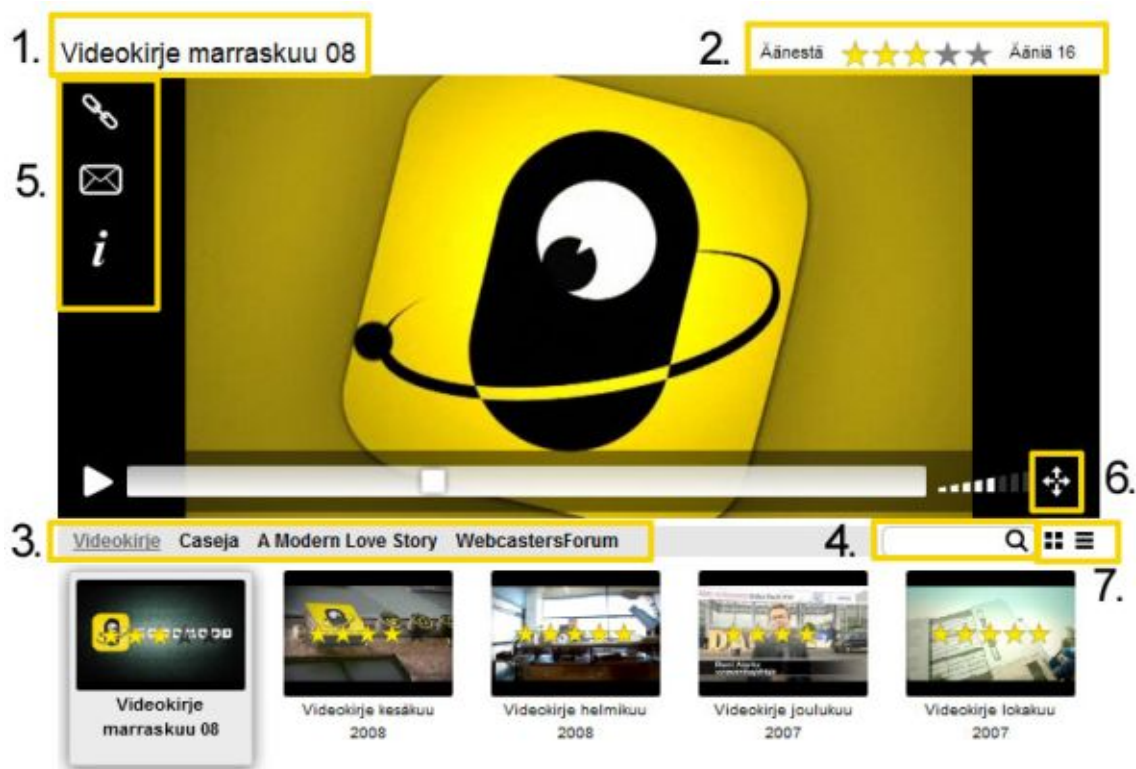 1. Videokirje marraskuu 08
2. Äänestä Ääniä 16
5. i
6.
3. Videokirje Caseja A Modern Love Story WebcastersForum 4.
7.
Videokirje
marraskuu 08
Videokirje kesäkuu
2008
Videokirje helmikuu
2008
Videokirje joulukuu
2007
Videokirje lokakuu
2007